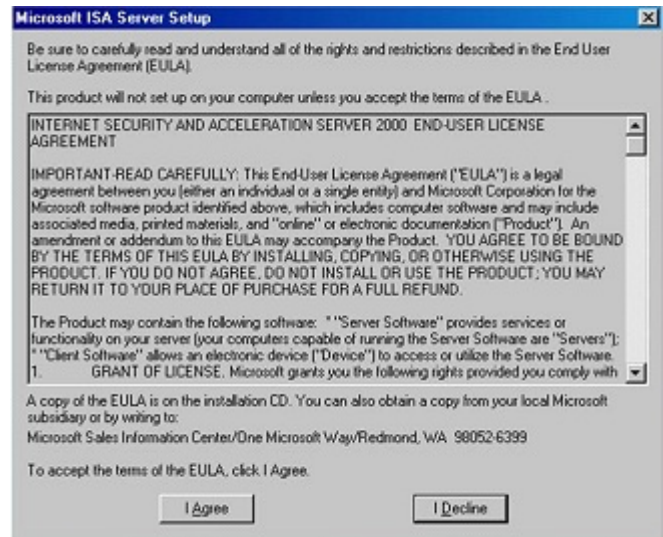 Microsoft ISA Server Setup
Be sure to carefully read and understand all of the rights and restrictions described in the End User
License Agreement (EULA).
This product will not set up on your computer unless you accept the terms of the EULA .
INTERNET SECURITY AND ACCELERATION SERVER 2000 END-USER LICENSE
AGREEMENT
IMPORTANT-READ CAREFULLY: This End-User License Agreement ("EULA") is a legal
agreement between you (either an individual or a single entity) and Microsoft Corporation for the
Microsoft software product identified above, which includes computer software and may include
associated media, printed materials, and "online" or electronic documentation ("Product"). An
amendment or addendum to this EULA may accompany the Product. YOU AGREE TO BE BOUND
BY THE TERMS OF THIS EULA BY INSTALLING, COPYING, OR OTHERWISE USING THE
PRODUCT. IF YOU DO NOT AGREE, DO NOT INSTALL OR USE THE PRODUCT; YOU MAY
RETURN IT TO YOUR PLACE OF PURCHASE FOR A FULL REFUND.
The Product may contain the following software: * "Server Software" provides services or
functionality on your server (your computers capable of running the Server Software are "Servers");
* "Client Software" allows an electronic device ("Device") to access or utilize the Server Software.
1. GRANT OF LICENSE. Microsoft grants you the following rights provided you comply with
A copy of the EULA is on the installation CD. You can also obtain a copy from your local Microsoft
subsidiary or by writing to:
Microsoft Sales Information Center/One Microsoft Way/Redmond, WA 98052-6399
To accept the terms of the EULA, click I Agree.
I Agree
I Decline